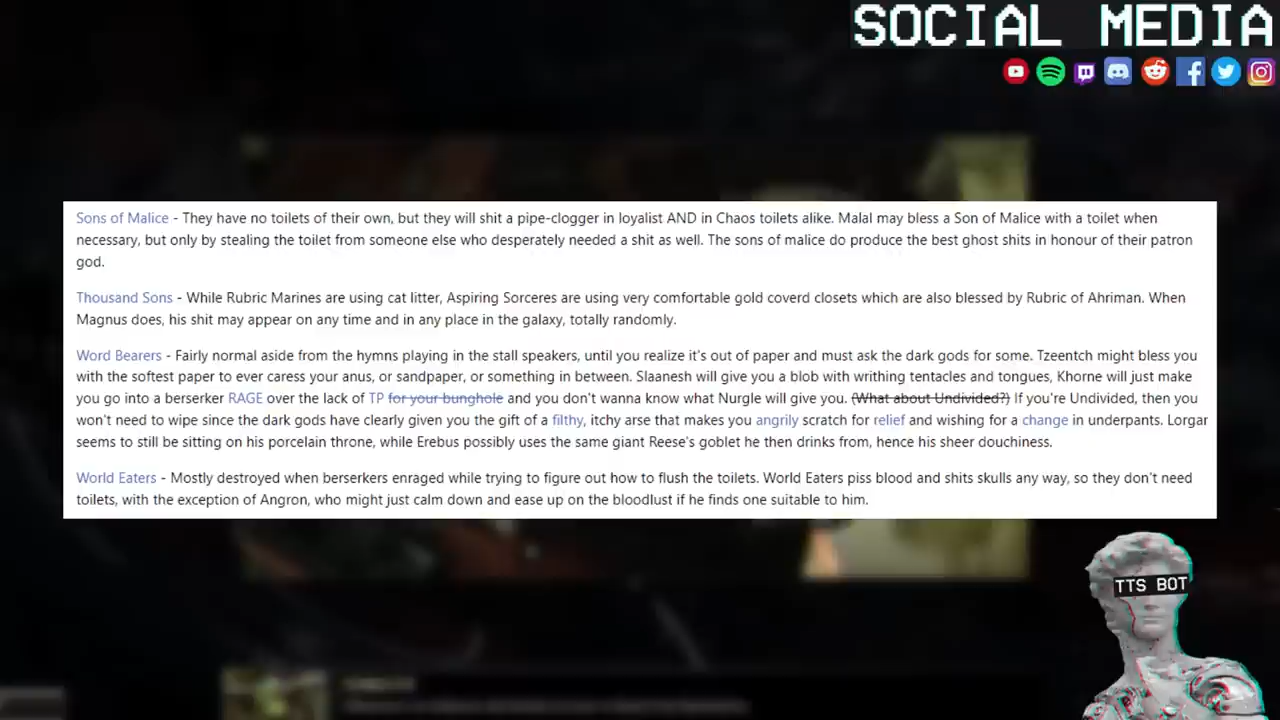 SOCIAL MEDIA
Sons of Malice - They have no toilets of their own, but they will shit a pipe-clogger in loyalist AND in Chaos toilets alike. Malal may bless a Son of Malice with a toilet when
necessary, but only by stealing the toilet from someone else who desperately needed a shit as well. The sons of malice do produce the best ghost shits in honour of their patron
god.
Thousand Sons - While Rubric Marines are using cat litter, Aspiring Sorceres are using very comfortable gold coverd closets which are also blessed by Rubric of Ahriman. When
Magnus does, his shit may appear on any time and in any place in the galaxy, totally randomly.
Word Bearers - Fairly normal aside from the hymns playing in the stall speakers, until you realize it's out of paper and must ask the dark gods for some. Tzeentch might bless you
with the softest paper to ever caress your anus, or sandpaper, or something in between. Slaanesh will give you a blob with writhing tentacles and tongues, Khorne will just make
you go into a berserker RAGE over the lack of TP for your bunghole and you don't wanna know what Nurgle will give you. (What about Undivided?) If you're Undivided, then you
won't need to wipe since the dark gods have clearly given you the gift of a filthy, itchy arse that makes you angrily scratch for relief and wishing for a change in underpants. Lorgar
seems to still be sitting on his porcelain throne, while Erebus possibly uses the same giant Reese's goblet he then drinks from, hence his sheer douchiness.
World Eaters - Mostly destroyed when berserkers enraged while trying to figure out how to flush the toilets. World Eaters piss blood and shits skulls any way, so they don't need
toilets, with the exception of Angron, who might just calm down and ease up on the bloodlust if he finds one suitable to him.
TTS BOT